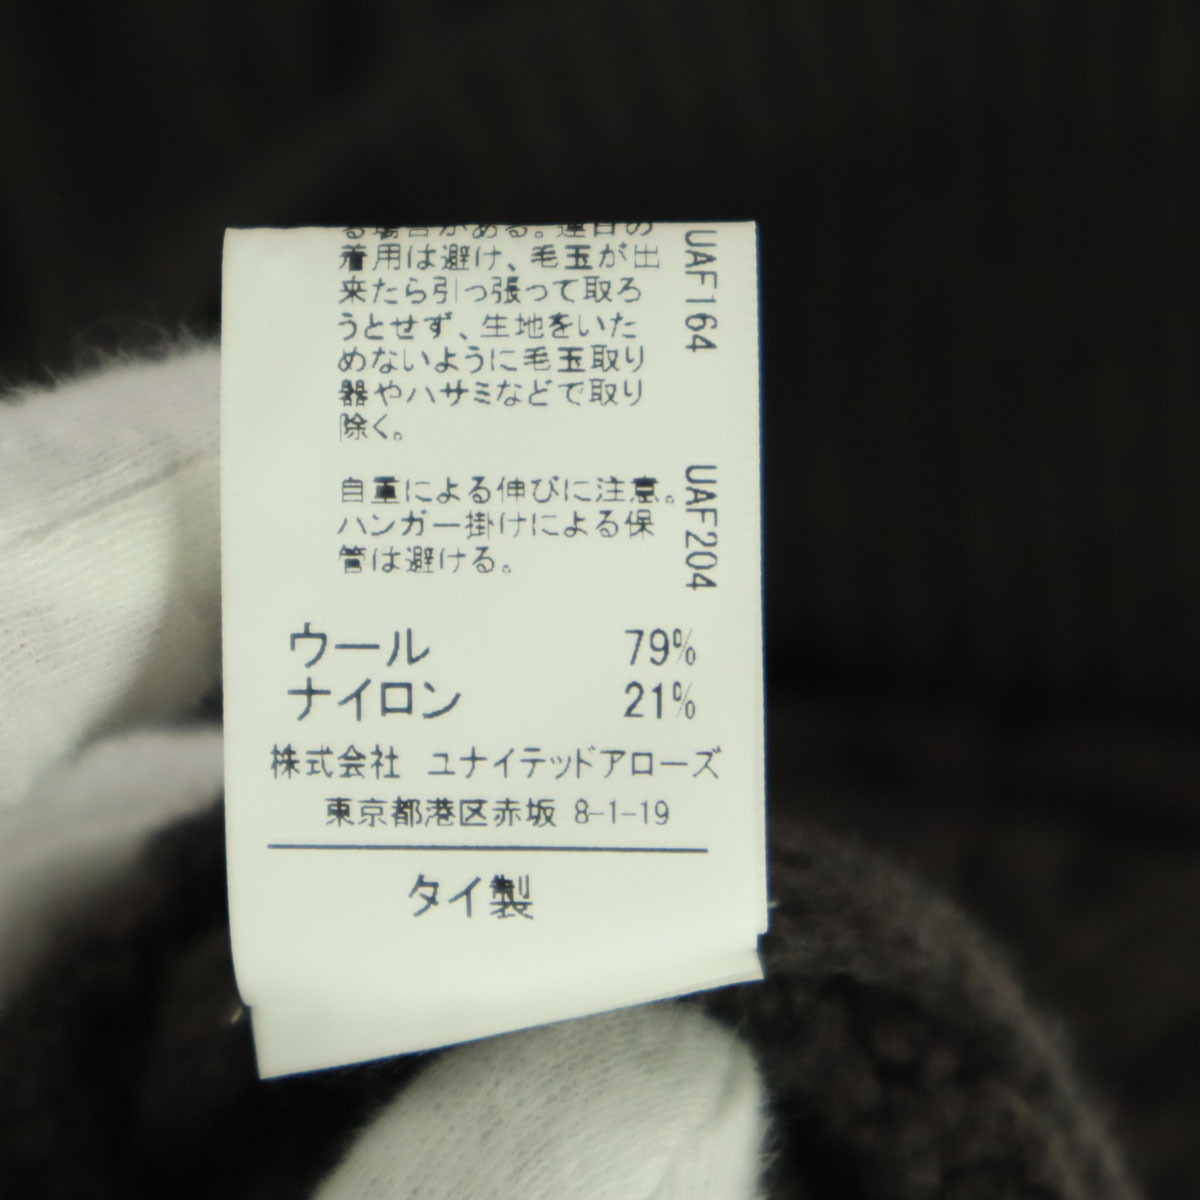 る場合がある。連日の
着用は避け、毛玉が出
来たら引っ張って取ろ
うとせず、生地をいた
めないように毛玉取り
器やハサミなどで取り
除く。
UAF164
自重による伸びに注意。
ハンガー掛けによる保
管は避ける。
UAF204
ウール 79%
ナイロン 21%
株式会社 ユナイテッドアローズ
東京都港区赤坂 8-1-19
タイ製